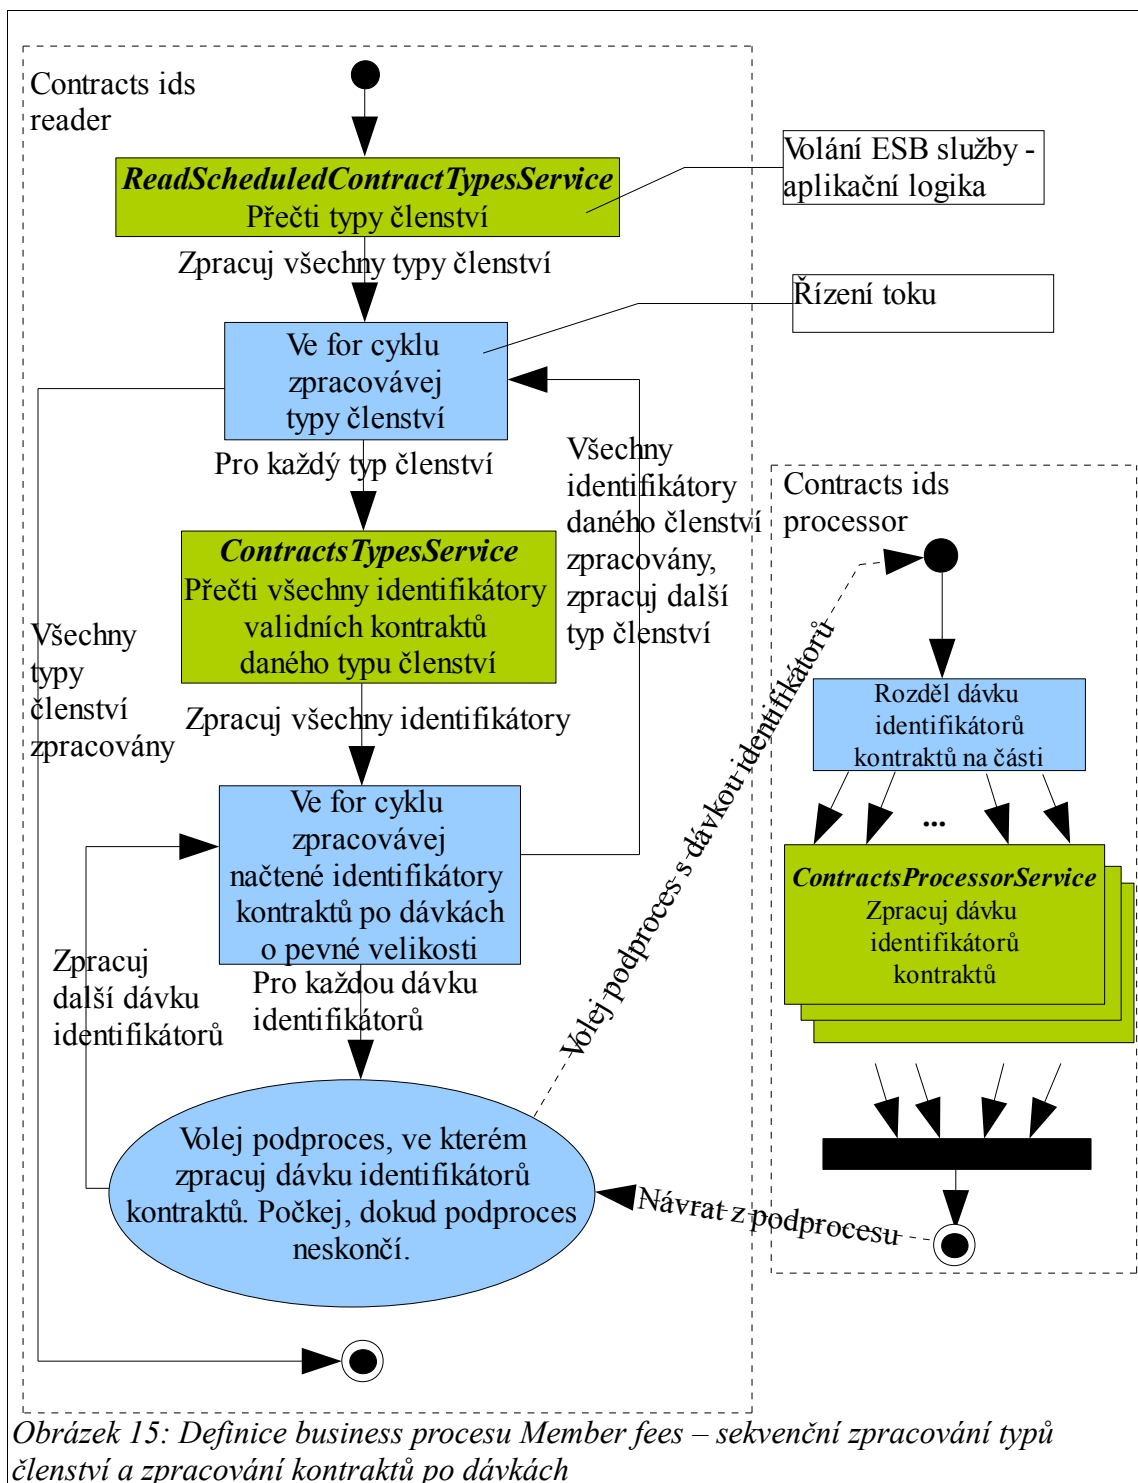 Contracts ids
reader
ReadScheduledContractTypesService
Přečti typy členství
Volání ESB služby -
aplikační logika
Zpracuj všechny typy členství
Řízení toku
Ve for cyklu
zpracovávej
typy členství
Pro každý typ členství
Všechny
identifikátory
daného členství
zpracovány,
zpracuj další
typ členství
ContractsTypesService
Přečti všechny identifikátory
validních kontraktů
daného typu členství
Všechny
typy
členství
zpracovány
Zpracuj všechny identifikátory
Ve for cyklu
zpracovávej
načtené identifikátory
kontraktů po dávkách
o pevné velikosti
Zpracuj
další dávku
identifikátorů
Pro každou dávku
identifikátorů
Volej podproces, ve kterém
zpracuj dávku identifikátorů
kontraktů. Počkej, dokud podproces
neskončí.
Volej podproces s dávkou identifikátorů
Contracts ids
processor
Rozděl dávku
identifikátorů
kontraktů na části
...
ContractsProcessorService
Zpracuj dávku
identifikátorů
kontraktů
Návrat z podprocesu
Obrázek 15: Definice business procesu Member fees – sekvenční zpracování typů
členství a zpracování kontraktů po dávkách